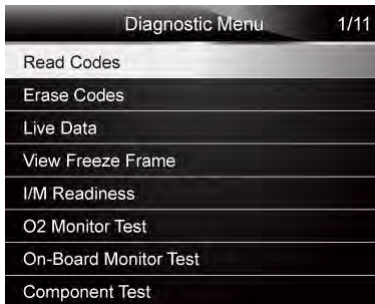 Diagnostic Menu 1/11
Read Codes
Erase Codes
Live Data
View Freeze Frame
I/M Readiness
O2 Monitor Test
On-Board Monitor Test
Component Test